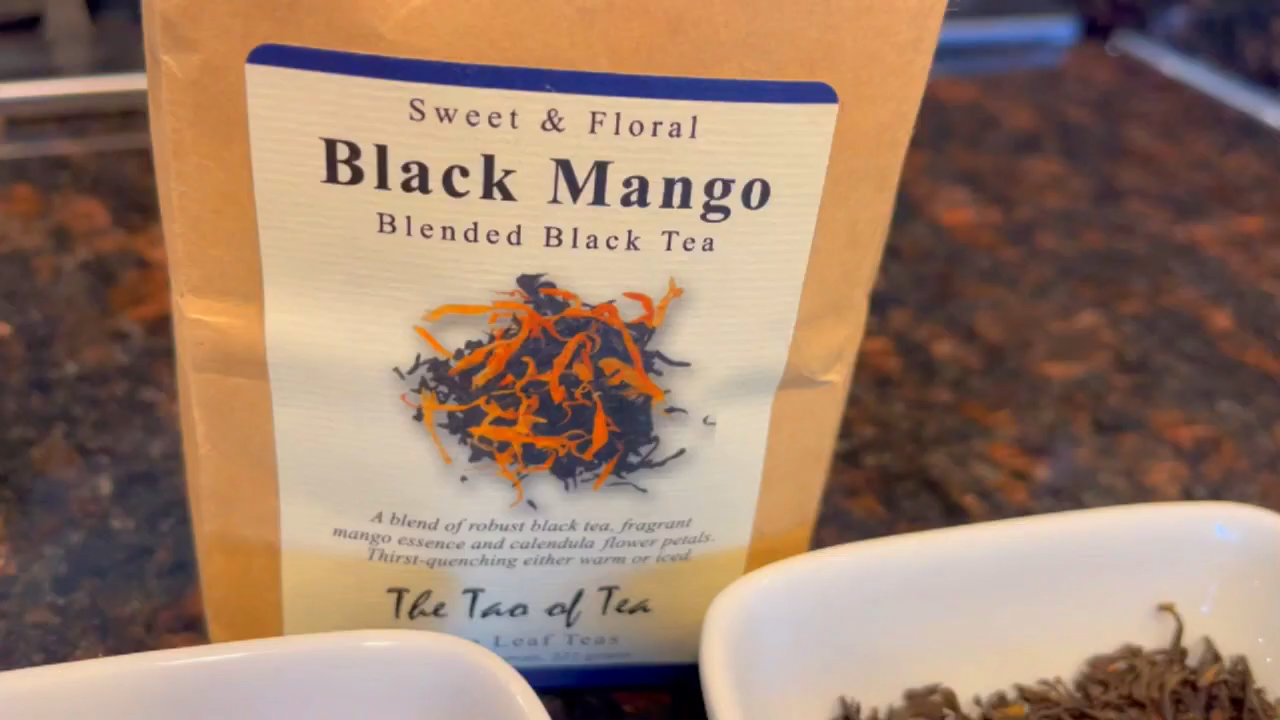 Sweet & Floral
Black Mango
Blended Black Tea
A blend of robust black tea, fragrant
mango essence and calendula flower petals.
Thirst-quenching either warm or iced.
The Tao of Tea
Leaf Teas